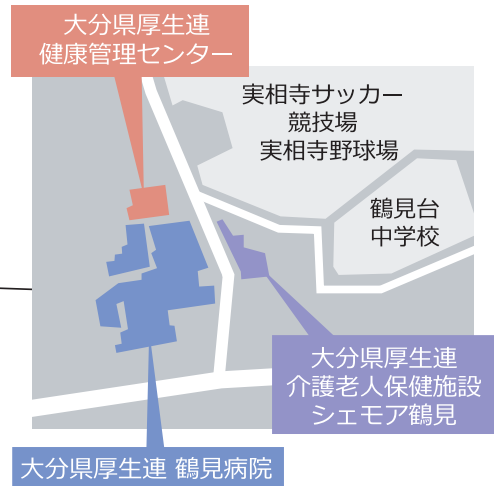 大分県厚生連
健康管理センター
実相寺サッカー
競技場
実相寺野球場
鶴見台
中学校
大分県厚生連
介護老人保健施設
シェモア鶴見
大分県厚生連 鶴見病院